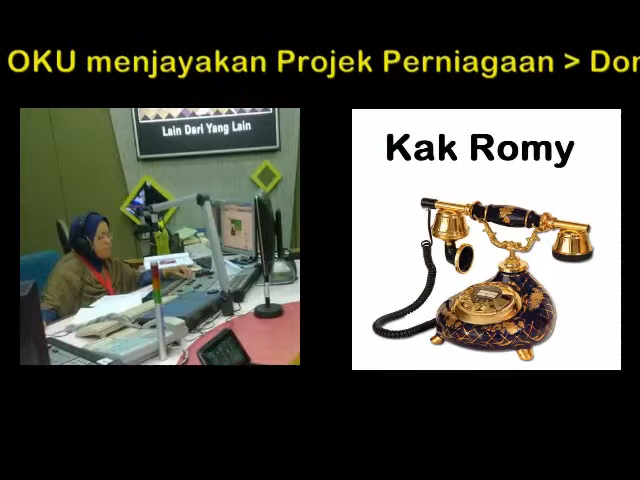 OKU menjayakan Projek Perniagaan > Dor
Lain Dari Yang Lain
Kak Romy